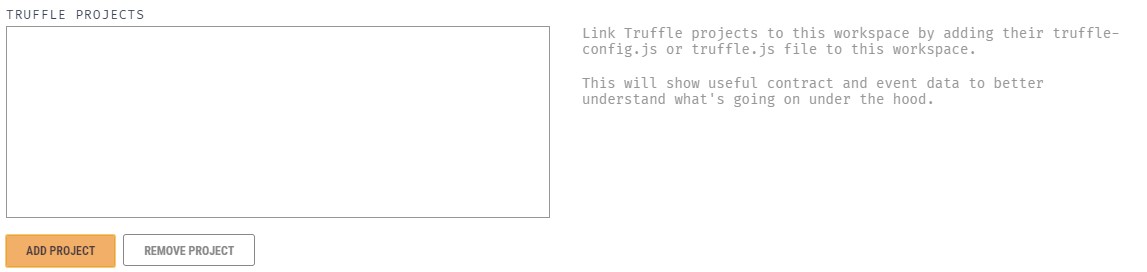 TRUFFLE PROJECTS
Link Truffle projects to this workspace by adding their truffle-
config.js or truffle.js file to this workspace.
This will show useful contract and event data to better
understand what's going on under the hood.
ADD PROJECT
REMOVE PROJECT